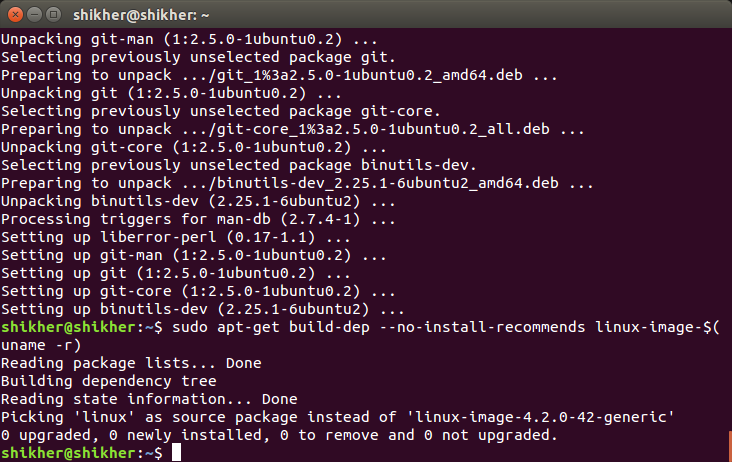 shikher@shikher: ~
Unpacking git-man (1:2.5.0-1ubuntu0.2) ...
Selecting previously unselected package git.
Preparing to unpack .../git_1%3a2.5.0-1ubuntu0.2_amd64.deb ...
Unpacking git (1:2.5.0-1ubuntu0.2) ...
Selecting previously unselected package git-core.
Preparing to unpack .../git-core_1%3a2.5.0-1ubuntu0.2_all.deb ...
Unpacking git-core (1:2.5.0-1ubuntu0.2) ...
Selecting previously unselected package binutils-dev.
Preparing to unpack .../binutils-dev_2.25.1-6ubuntu2_amd64.deb ...
Unpacking binutils-dev (2.25.1-6ubuntu2) ...
Processing triggers for man-db (2.7.4-1) ...
Setting up liberror-perl (0.17-1.1) ...
Setting up git-man (1:2.5.0-1ubuntu0.2) ...
Setting up git (1:2.5.0-1ubuntu0.2) ...
Setting up git-core (1:2.5.0-1ubuntu0.2) ...
Setting up binutils-dev (2.25.1-6ubuntu2) ...
shikher@shikher:~$ sudo apt-get build-dep --no-install-recommends linux-image-$(
uname -r)
Reading package lists... Done
Building dependency tree
Reading state information... Done
Picking 'linux' as source package instead of 'linux-image-4.2.0-42-generic'
0 upgraded, 0 newly installed, 0 to remove and 0 not upgraded.
shikher@shikher:~$